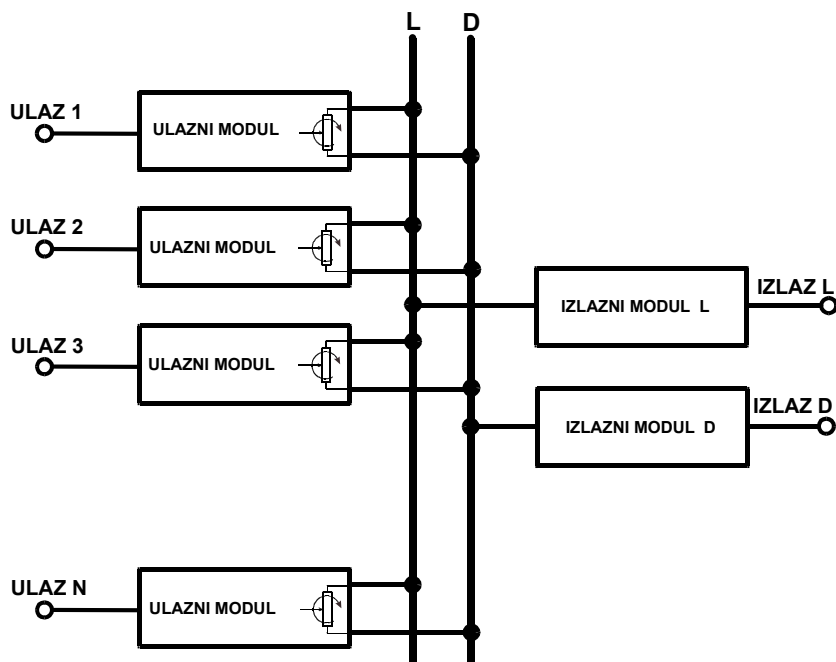 L D
ULAZ 1
ULAZNI MODUL
ULAZ 2
ULAZNI MODUL
IZLAZNI MODUL L
IZLAZ L
ULAZ 3
ULAZNI MODUL
IZLAZNI MODUL D
IZLAZ D
ULAZ N
ULAZNI MODUL